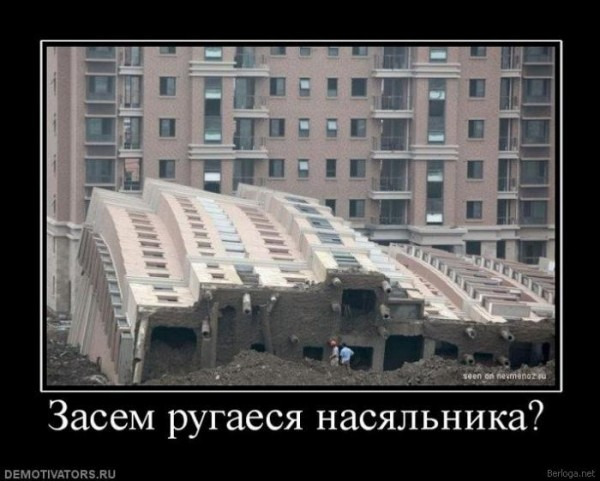 seen on nevmenoz.ru
Засем ругаеся насяльника?
DEMOTIVATORS.RU
Berloga.net